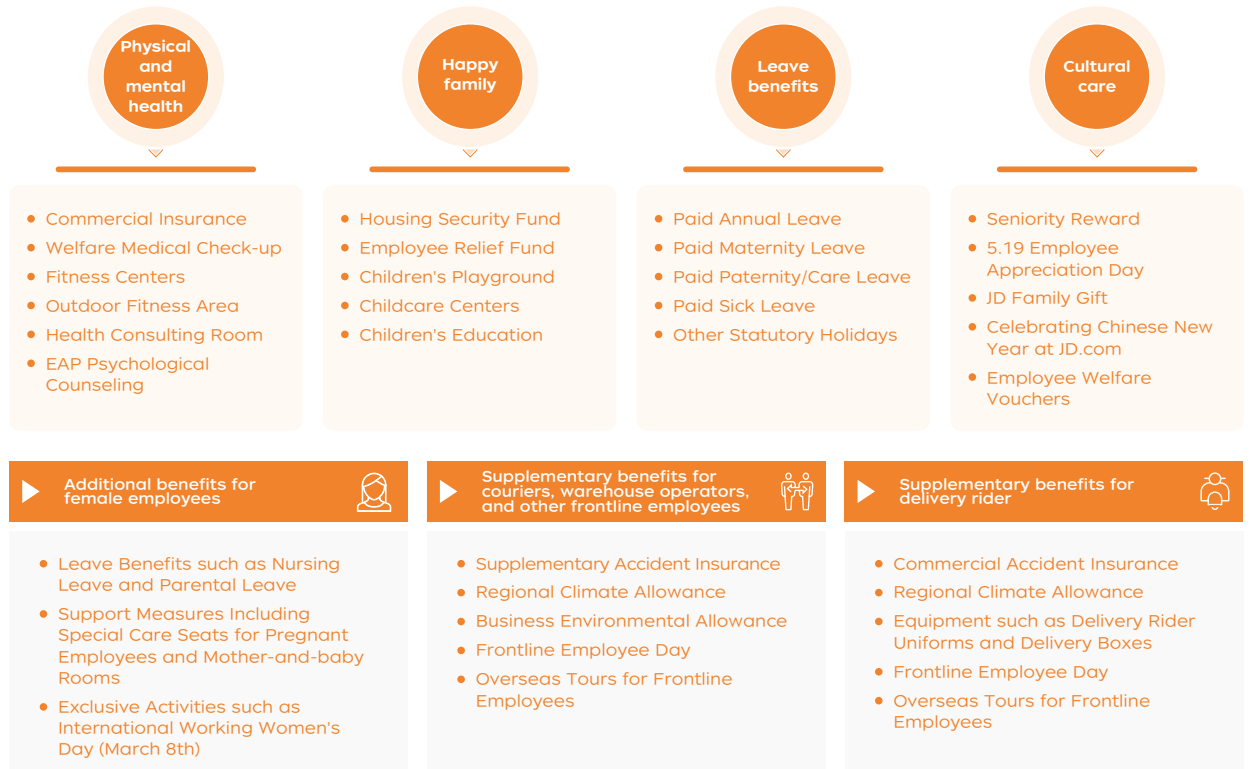 Physical
and
mental
health
Commercial Insurance
Welfare Medical Check-up
Fitness Centers
Outdoor Fitness Area
Health Consulting Room
EAP Psychological
Counseling
Happy
family
Housing Security Fund
Employee Relief Fund
Children's Playground
Childcare Centers
Children's Education
Leave
benefits
Paid Annual Leave
Paid Maternity Leave
Paid Paternity/Care Leave
Paid Sick Leave
Other Statutory Holidays
Cultural
care
Seniority Reward
5.19 Employee
Appreciation Day
JD Family Gift
Celebrating Chinese New
Year at JD.com
Employee Welfare
Vouchers
Additional benefits for
female employees
Leave Benefits such as Nursing
Leave and Parental Leave
Support Measures Including
Special Care Seats for Pregnant
Employees and Mother-and-baby
Rooms
Exclusive Activities such as
International Working Women's
Day (March 8th)
Supplementary benefits for
couriers, warehouse operators,
and other frontline employees
Supplementary Accident Insurance
Regional Climate Allowance
Business Environmental Allowance
Frontline Employee Day
Overseas Tours for Frontline
Employees
Supplementary benefits for
delivery rider
Commercial Accident Insurance
Regional Climate Allowance
Equipment such as Delivery Rider
Uniforms and Delivery Boxes
Frontline Employee Day
Overseas Tours for Frontline
Employees